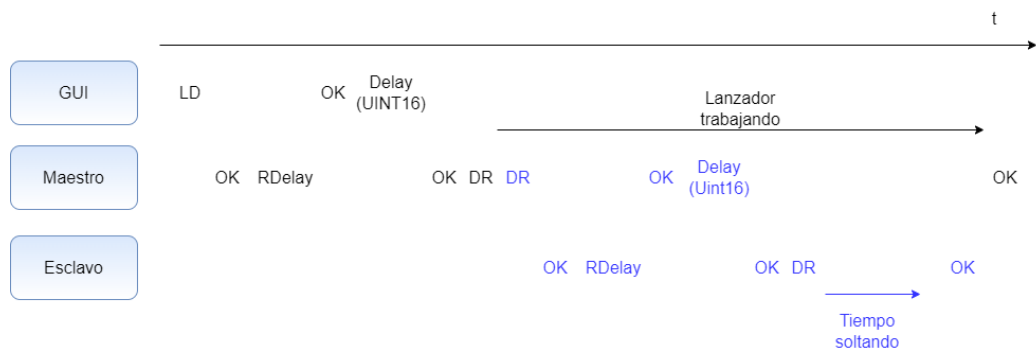 t
GUI
LD
OK
Delay
(UINT16)
Lanzador
trabajando
Maestro
OK RDelay
OK DR DR
OK
Delay
(Uint16)
OK
Esclavo
OK RDelay
OK DR
OK
Tiempo
soltando